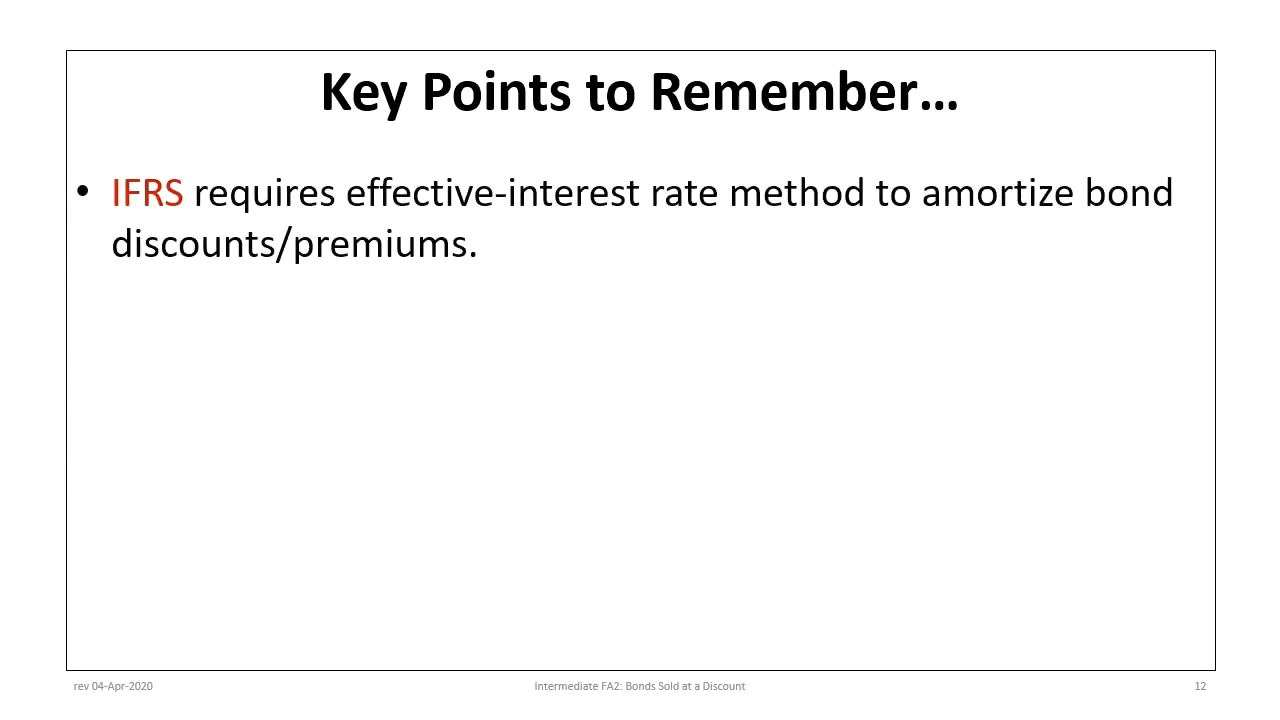 Key Points to Remember…
• IFRS requires effective-interest rate method to amortize bond
discounts/premiums.
rev 04-Apr-2020
Intermediate FA2: Bonds Sold at a Discount
12